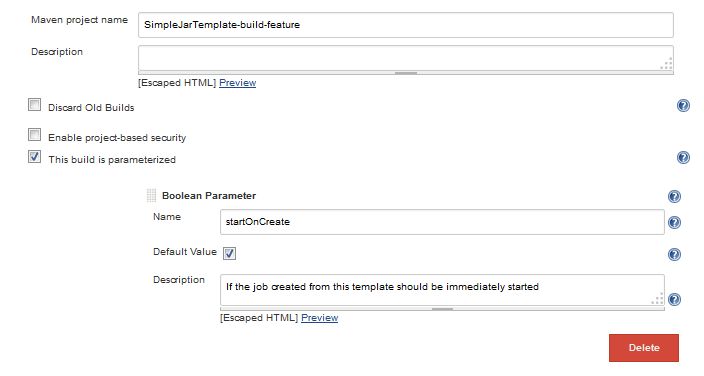 Maven project name SimpleJarTemplate-build-feature
Description
[Escaped HTML] Preview
Discard Old Builds
Enable project-based security
This build is parameterized
Boolean Parameter
Name startOnCreate
Default Value
Description If the job created from this template should be immediately started
[Escaped HTML] Preview
Delete